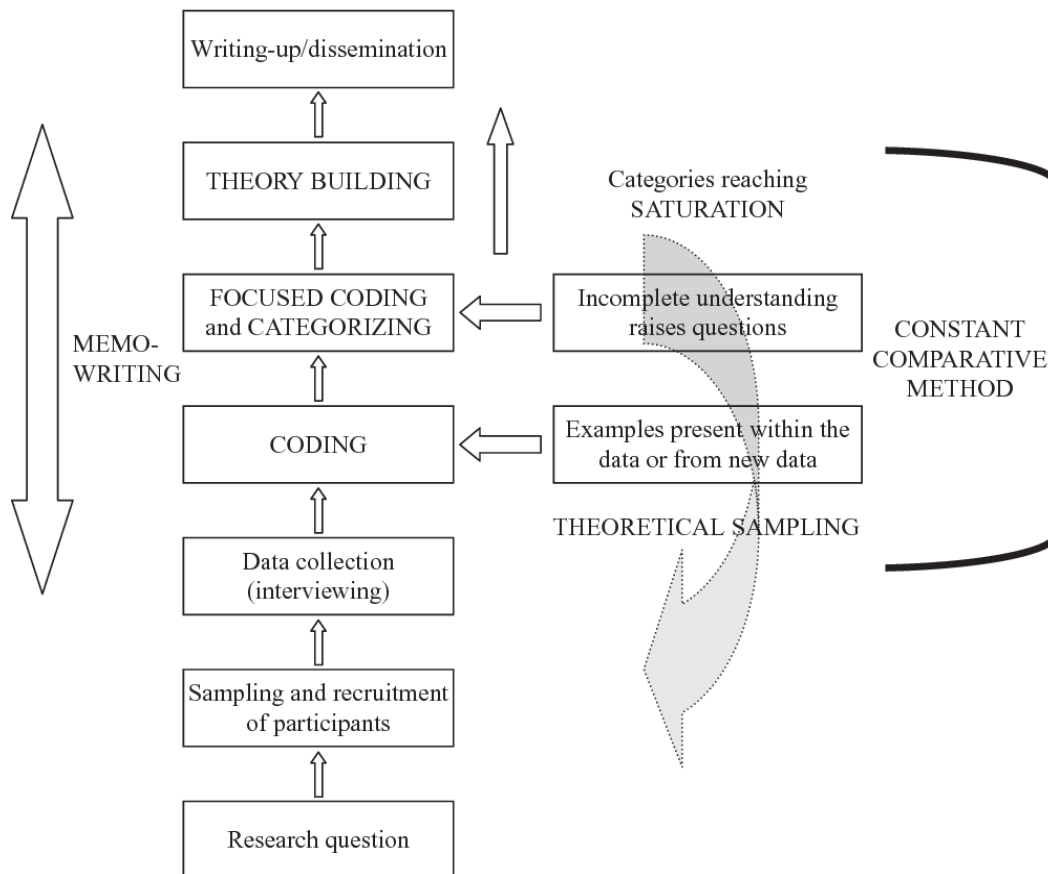 Writing-up/dissemination
THEORY BUILDING
Categories reaching
SATURATION
FOCUSED CODING
and CATEGORIZING
Incomplete understanding
raises questions
MEMO-
WRITING
CONSTANT
COMPARATIVE
METHOD
CODING
Examples present within the
data or from new data
THEORETICAL SAMPLING
Data collection
(interviewing)
Sampling and recruitment
of participants
Research question